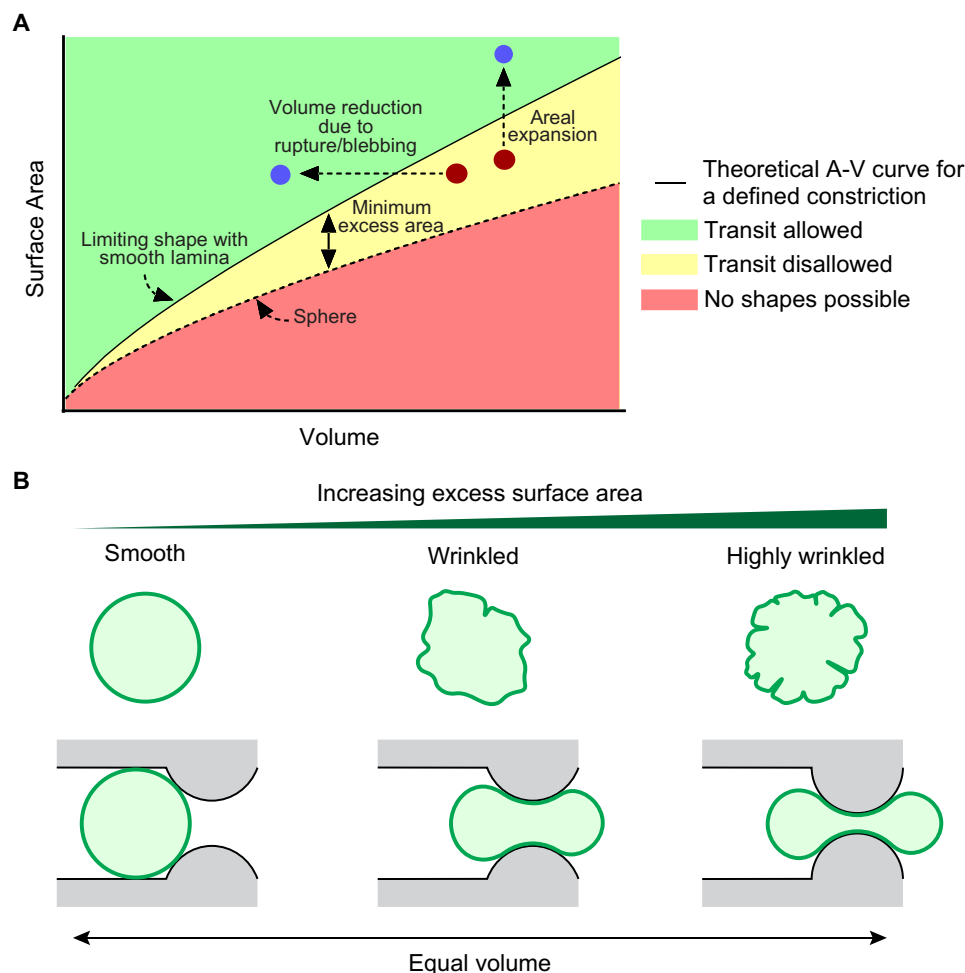 A
Surface Area
Volume reduction
due to
rupture/blebbing
Areal
expansion
Minimum
excess area
Limiting shape with
smooth lamina
Sphere
Volume
Theoretical A-V curve for
a defined constriction
Transit allowed
Transit disallowed
No shapes possible
B
Increasing excess surface area
Smooth
Wrinkled
Highly wrinkled
Equal volume